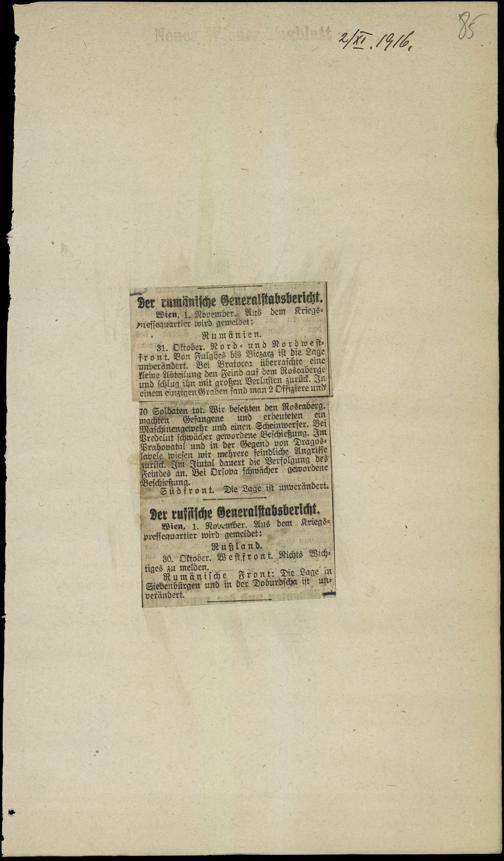 Neues Wiener Tagblatt
2/XI. 1916.
85
Der rumänische Generalstabsbericht.
Wien, 1. November. Aus dem Kriegs-
pressequartier wird gemeldet:
Rumänien.
31. Oktober. Nord- und Nordwest-
front. Von Fulghes bis Biczacz ist die Lage
unverändert. Bei Bratocea überraschte eine
kleine Abteilung den Feind auf dem Roscaberge
und schlug ihn mit großen Verlusten zurück. In
einem einzigen Graben fand man 2 Offiziere und
70 Soldaten tot. Wir besetzten den Roscaberg,
machten Gefangene und erbeuteten ein
Maschinengewehr und einen Scheinwerfer. Bei
Predelut schwächer gewordene Beschießung. Im
Prahovatal und in der Gegend von Dragos-
lawele wiesen wir mehrere feindliche Angriffe
zurück. Im Jiutal dauert die Verfolgung des
Feindes an. Bei Orsova schwächer gewordene
Beschießung.
Südfront. Die Lage ist unverändert.
Der russische Generalstabsbericht.
Wien, 1. November. Aus dem Kriegs-
pressequartier wird gemeldet:
Rußland.
30. Oktober. Westfront. Nichts Wich-
tiges zu melden.
Rumänische Front: Die Lage in
Siebenbürgen und in der Dobrudscha ist un-
verändert.